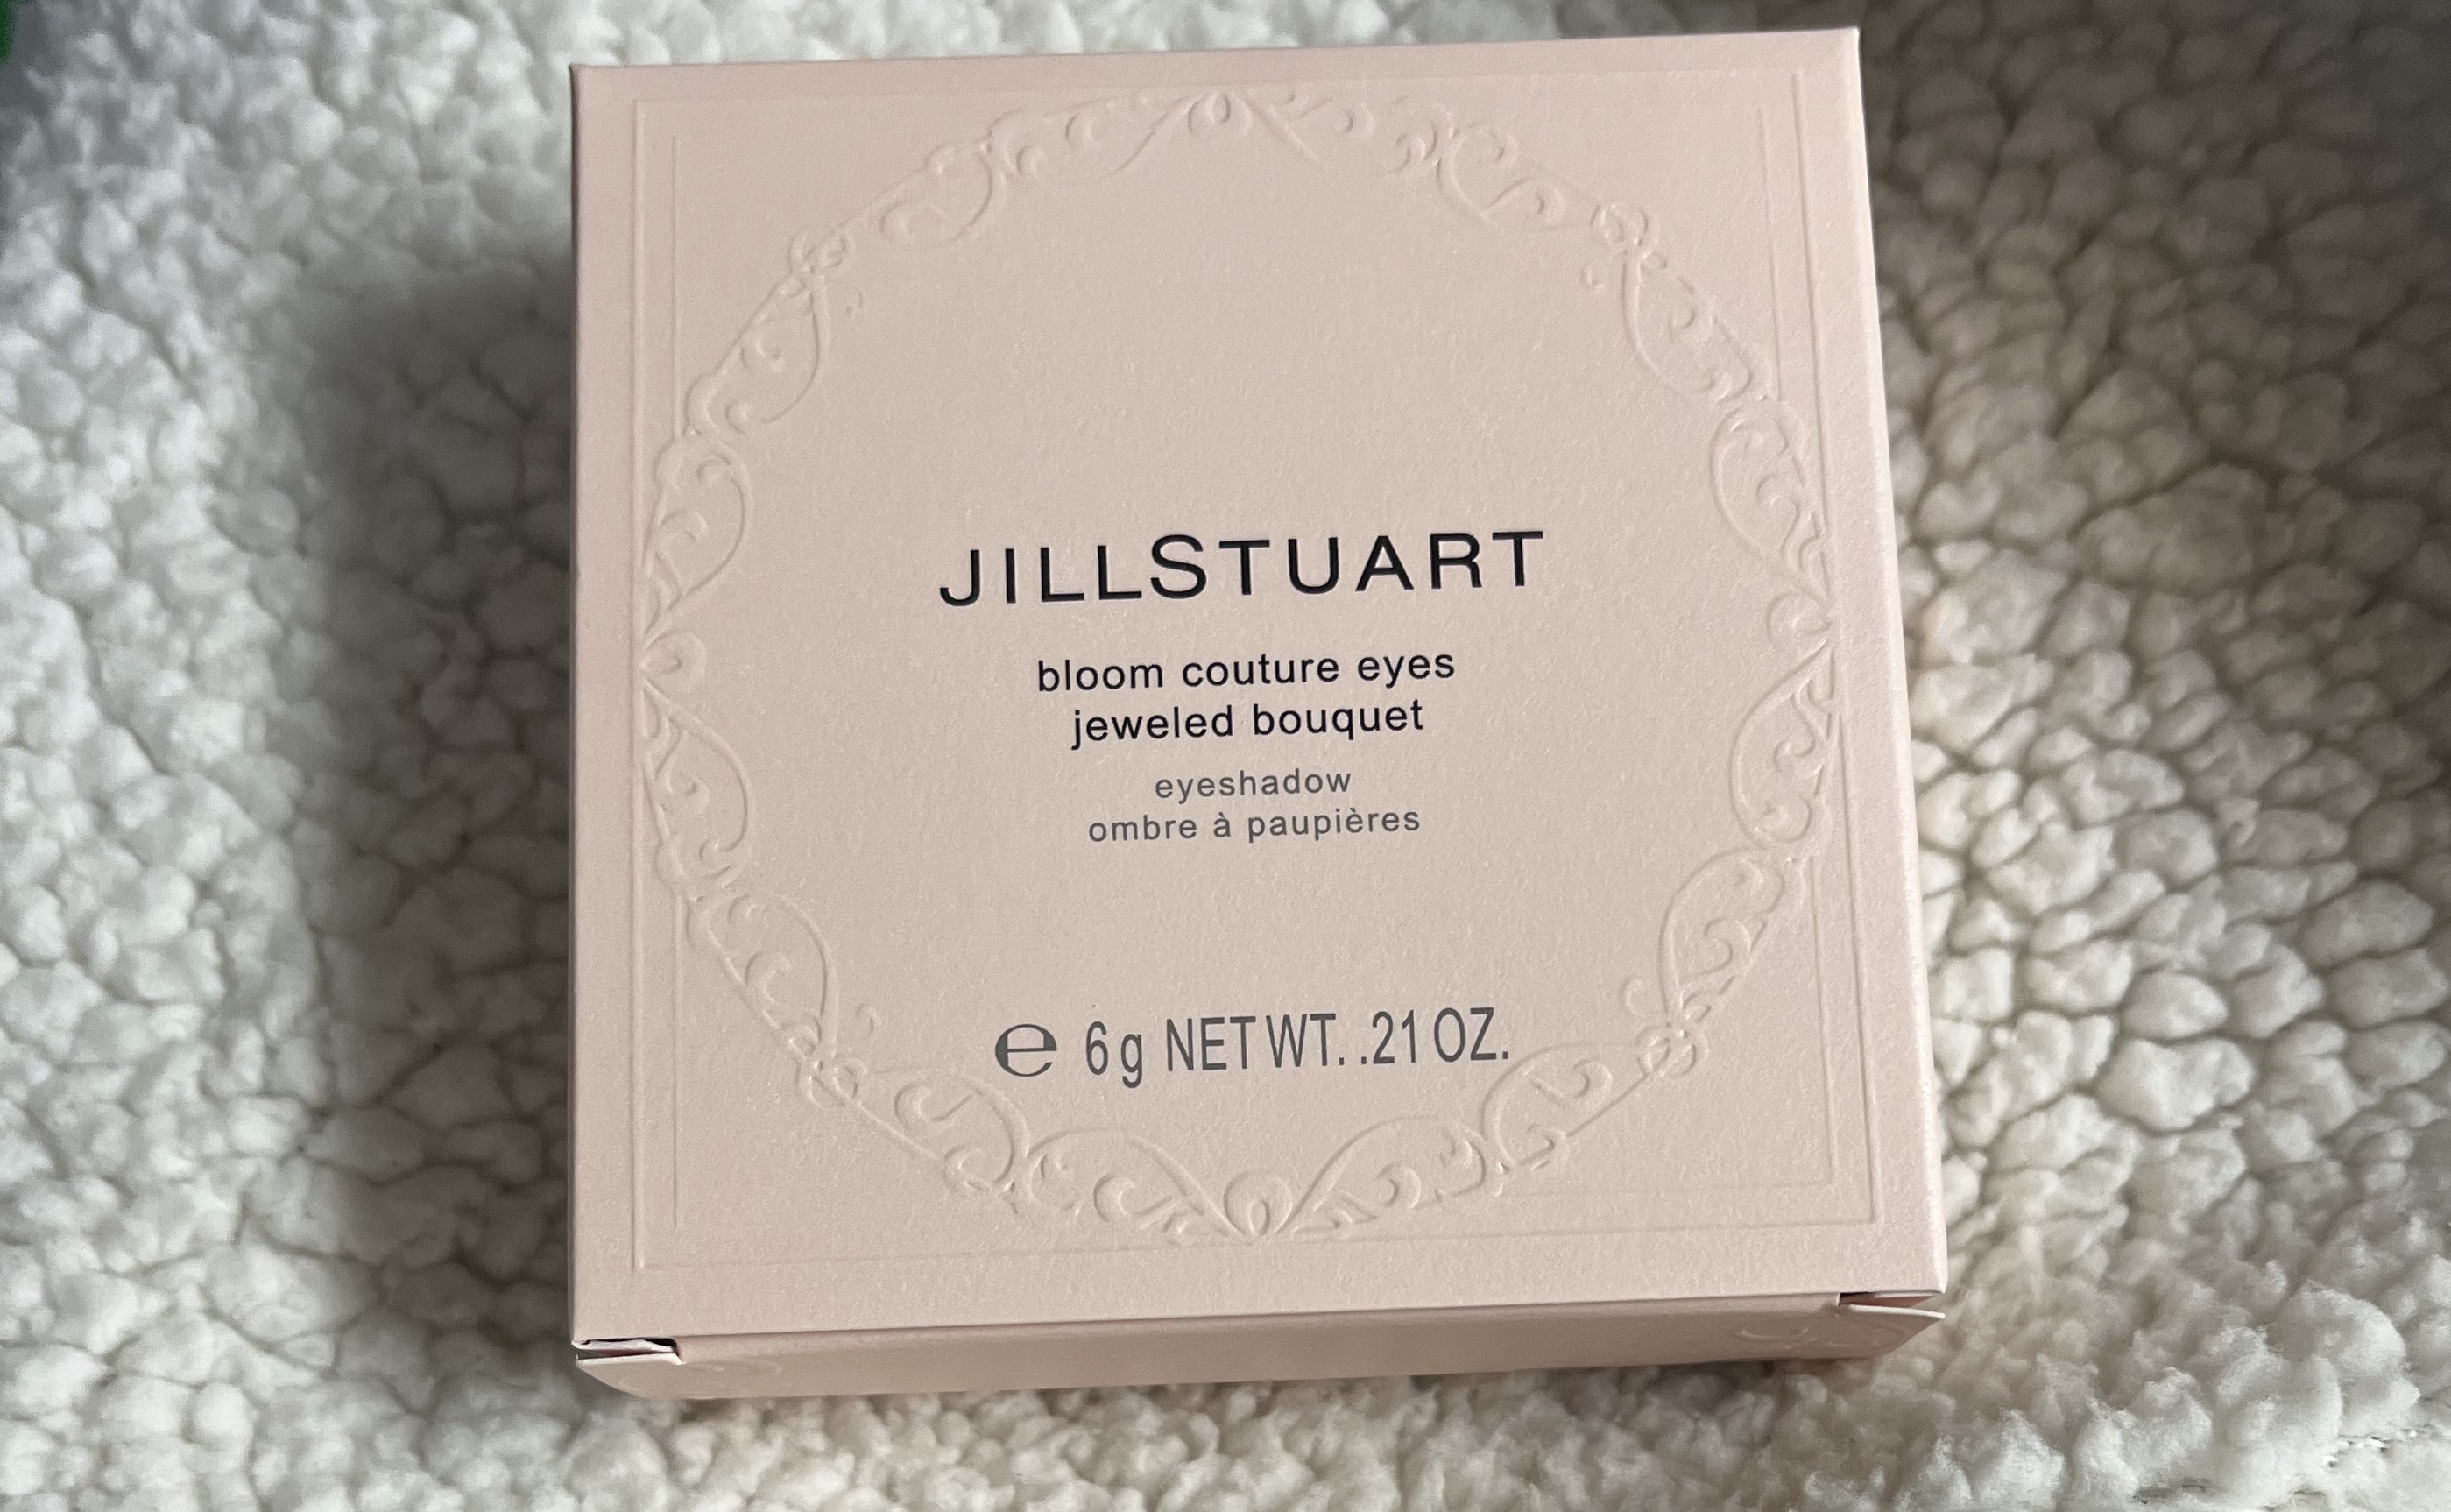 JILLSTUART
bloom couture eyes
jeweled bouquet
eyeshadow
ombre à paupières
℮ 6g NET WT. .21 OZ.